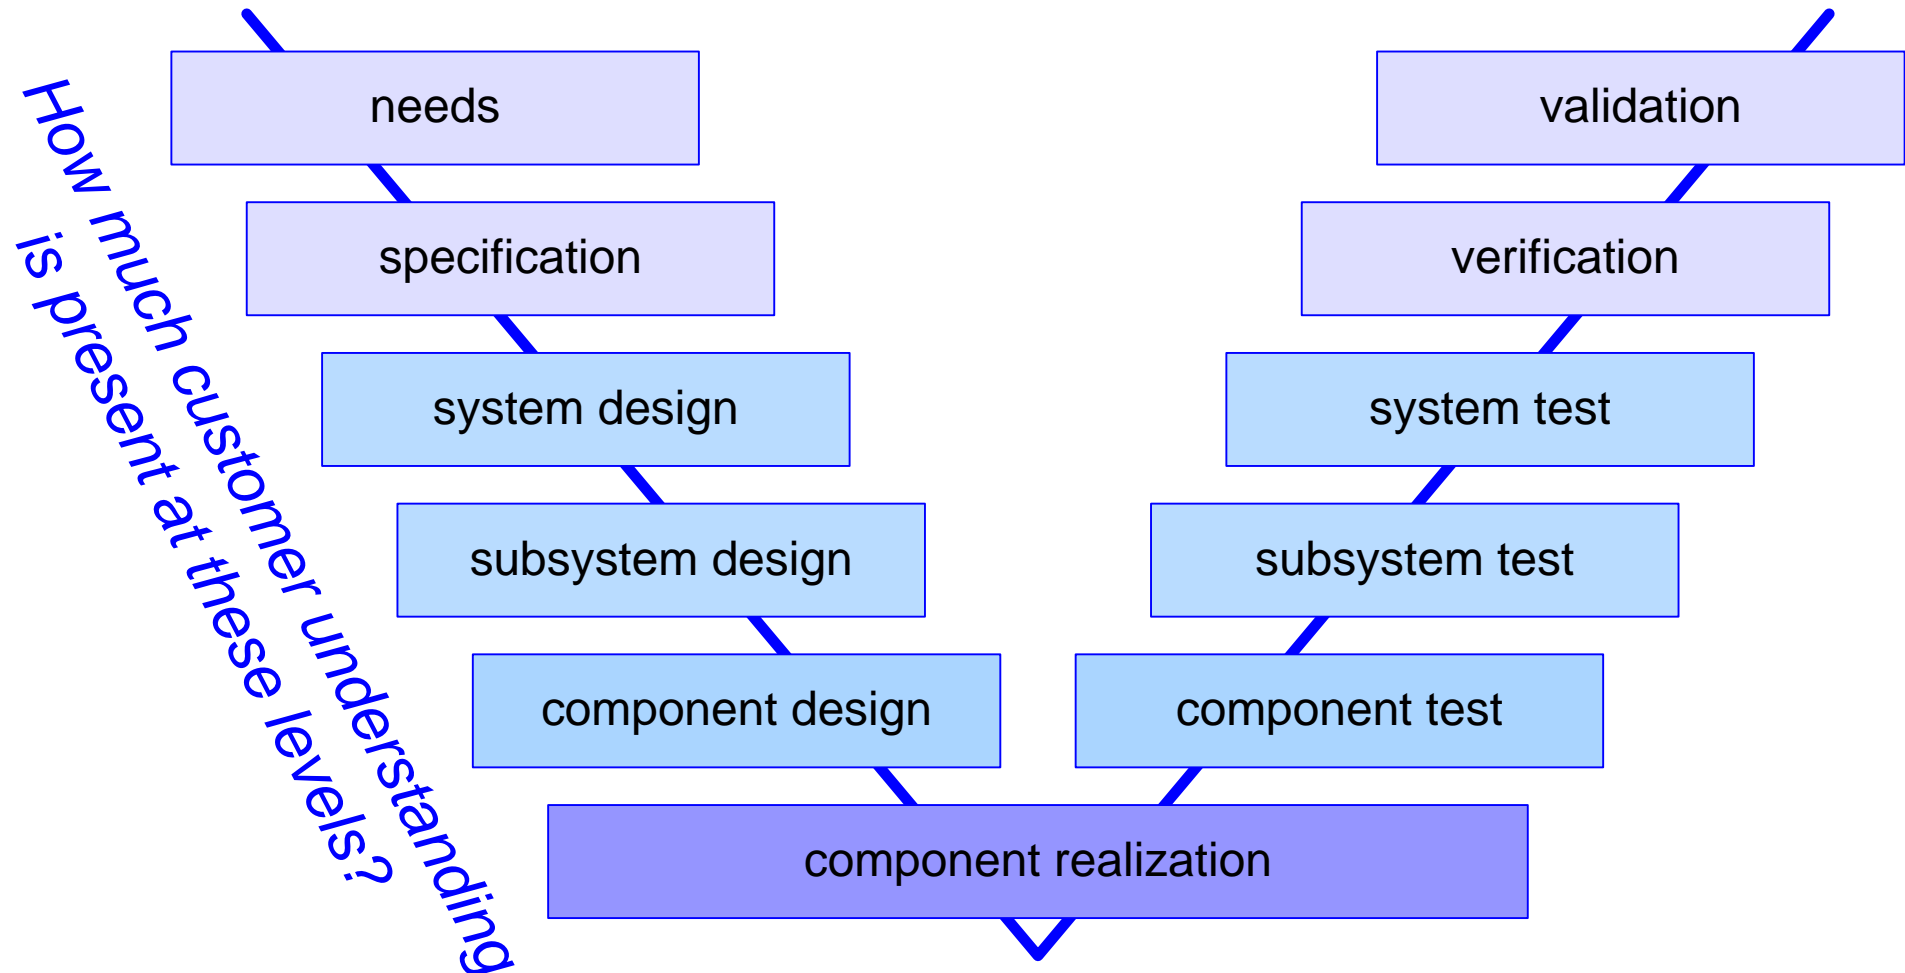 How much customer understanding
is present at these levels?
needs
specification
system design
subsystem design
component design
component realization
validation
verification
system test
subsystem test
component test